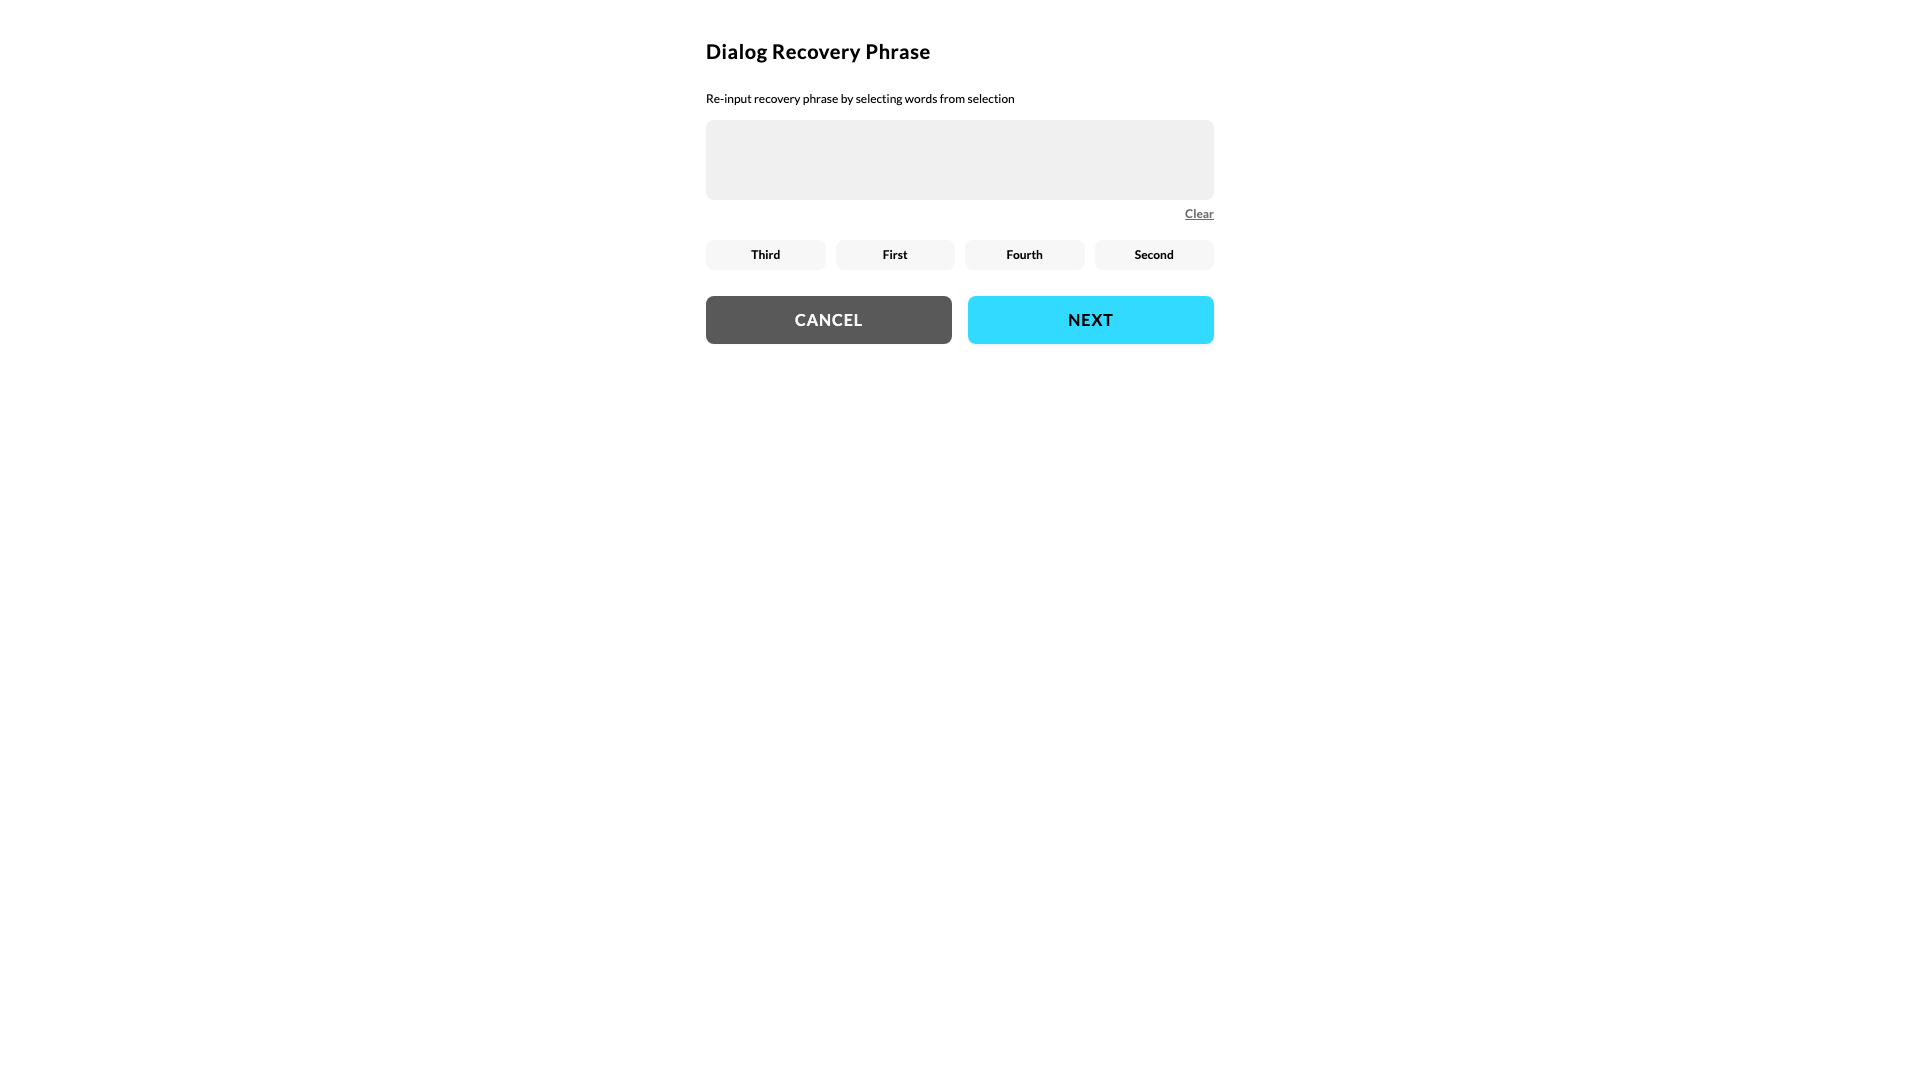 Dialog Recovery Phrase
Re-input recovery phrase by selecting words from selection
Clear
Third First Fourth Second
CANCEL NEXT